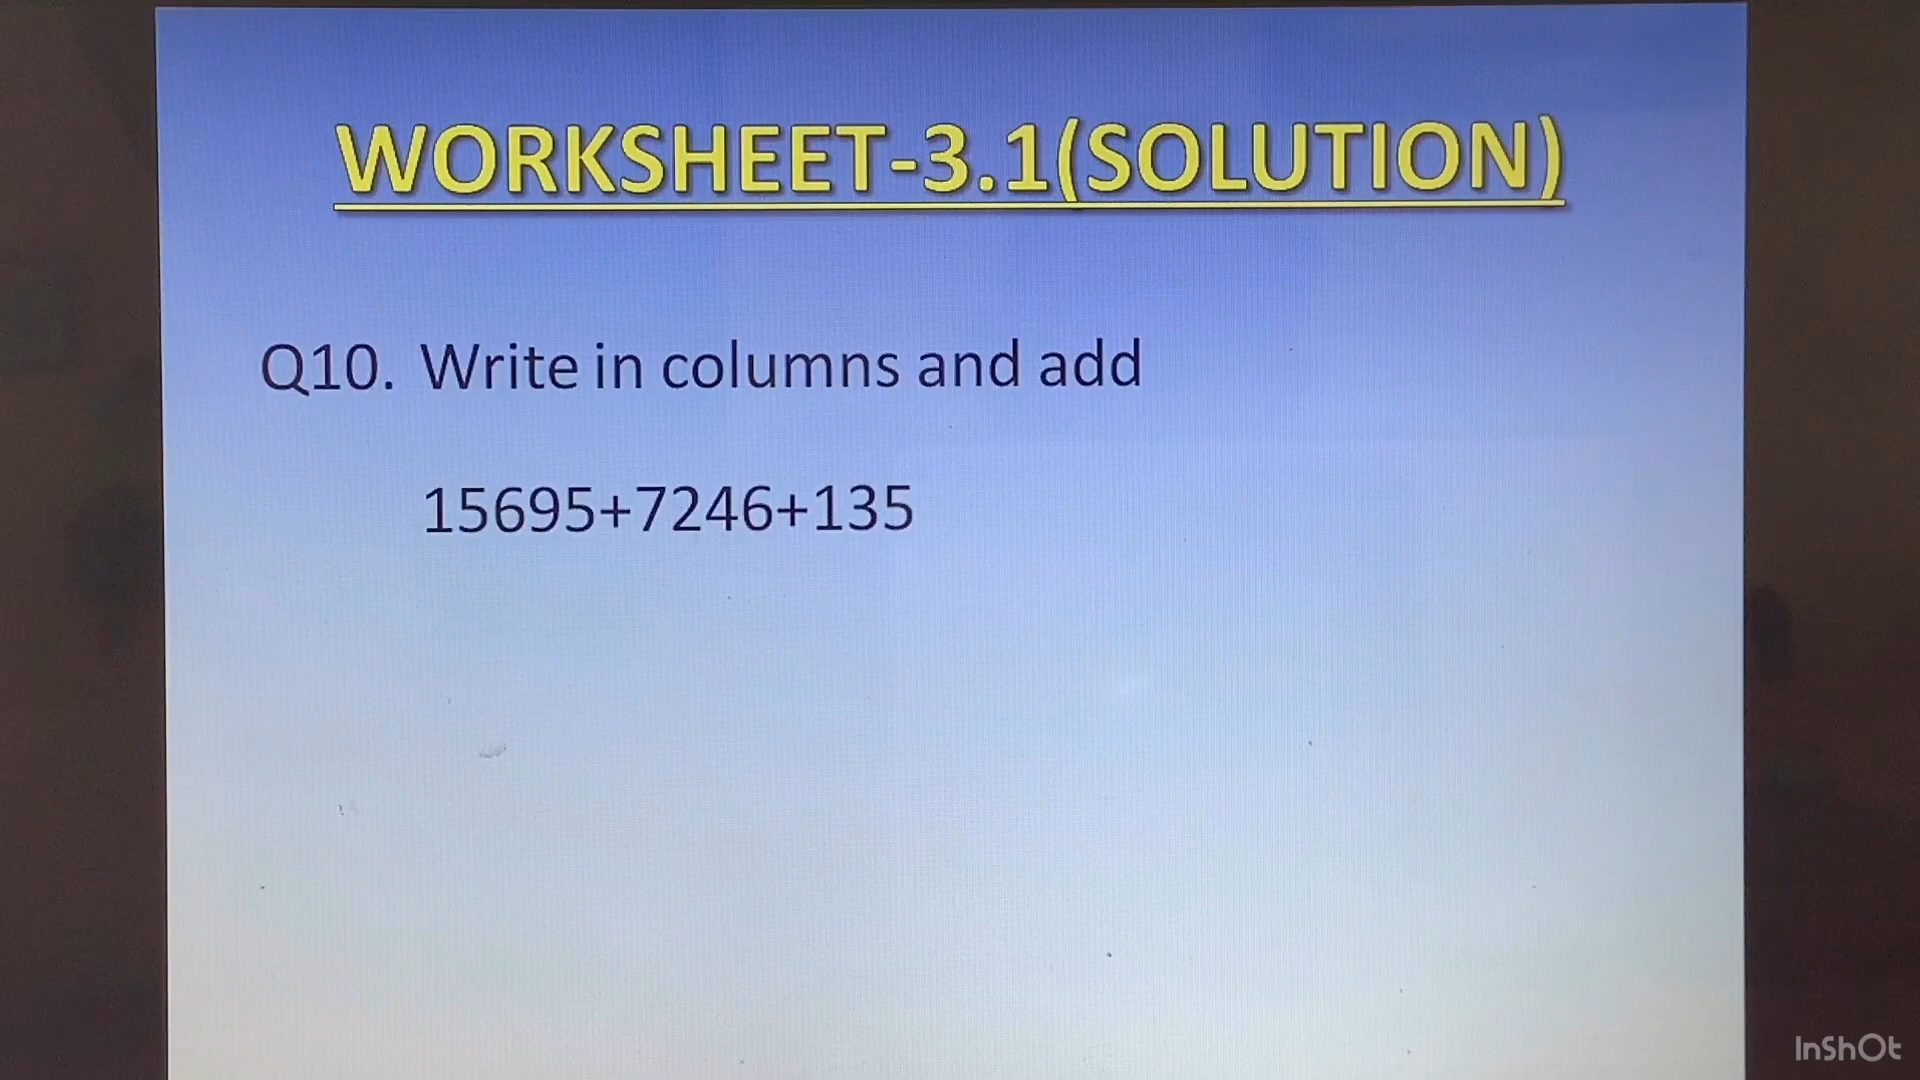 WORKSHEET-3.1(SOLUTION)
Q10. Write in columns and add
15695+7246+135
InShOt